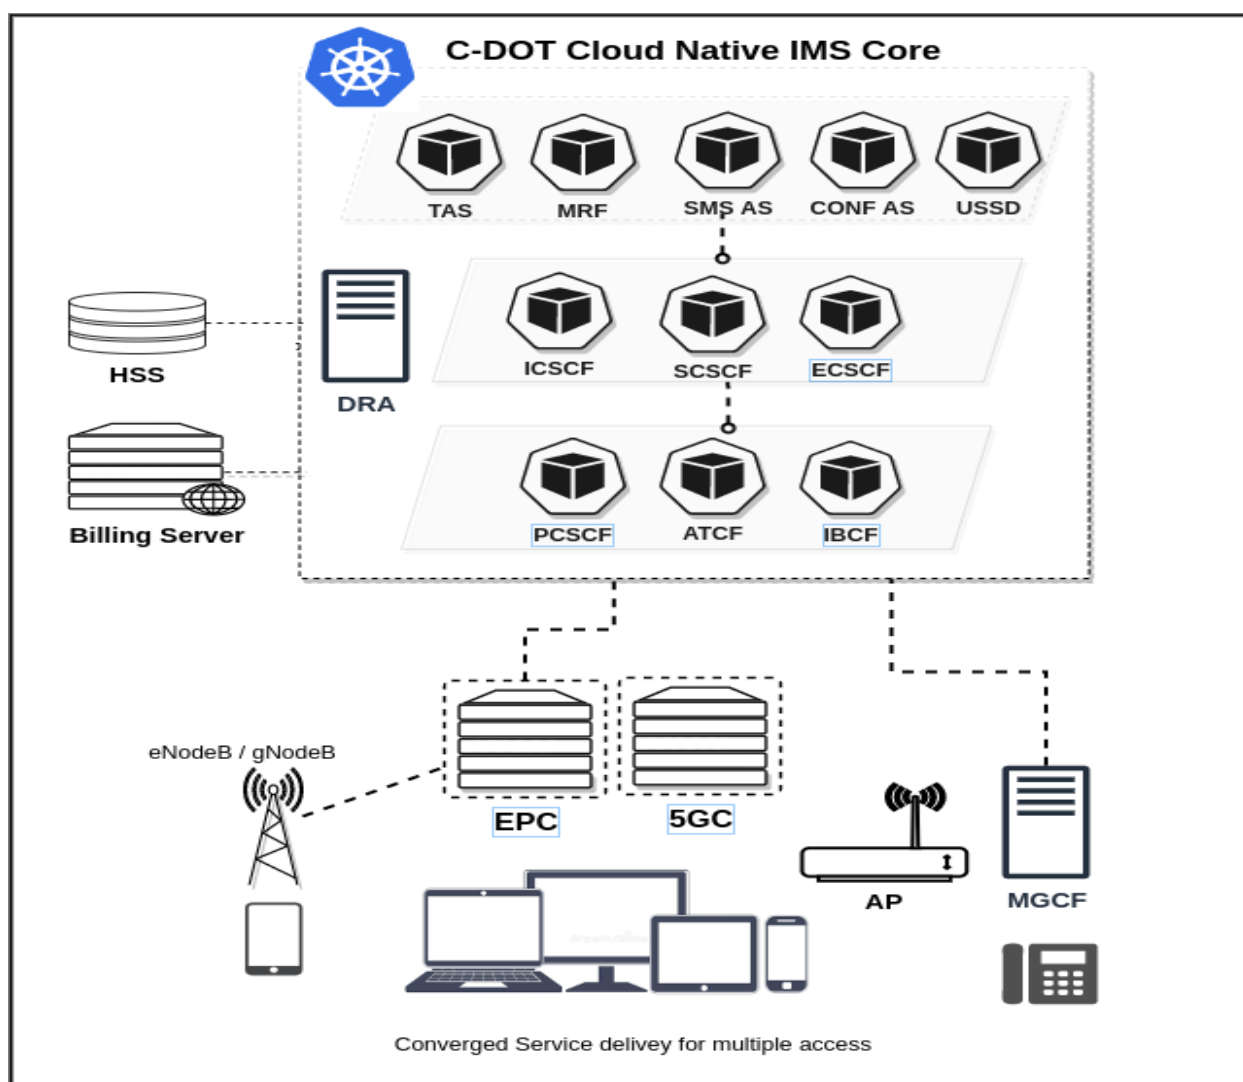 C-DOT Cloud Native IMS Core
TAS
MRF
SMS AS
CONF AS
USSD
HSS
DRA
ICSCF
SCSCF
ECSCF
Billing Server
PCSCF
ATCF
IBCF
eNodeB / gNodeB
EPC
5GC
AP
MGCF
Converged Service delivey for multiple access